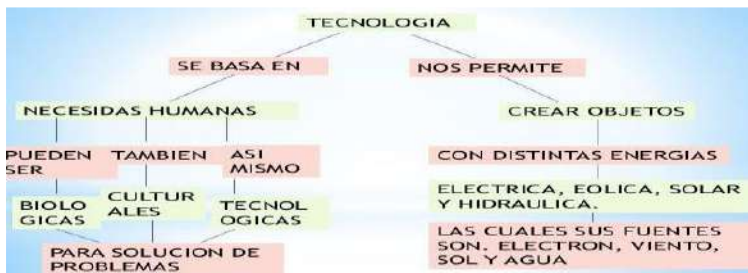 TECNOLOGIA
SE BASA EN
NOS PERMITE
NECESIDAS HUMANAS
CREAR OBJETOS
PUEDEN
SER
TAMBIEN
ASI
MISMO
CON DISTINTAS ENERGIAS
BIOLO
GICAS
CULTUR
ALES
TECNOL
OGICAS
ELECTRICA, EOLICA, SOLAR
Y HIDRAULICA.
PARA SOLUCION DE
PROBLEMAS
LAS CUALES SUS FUENTES
SON. ELECTRON, VIENTO,
SOL Y AGUA